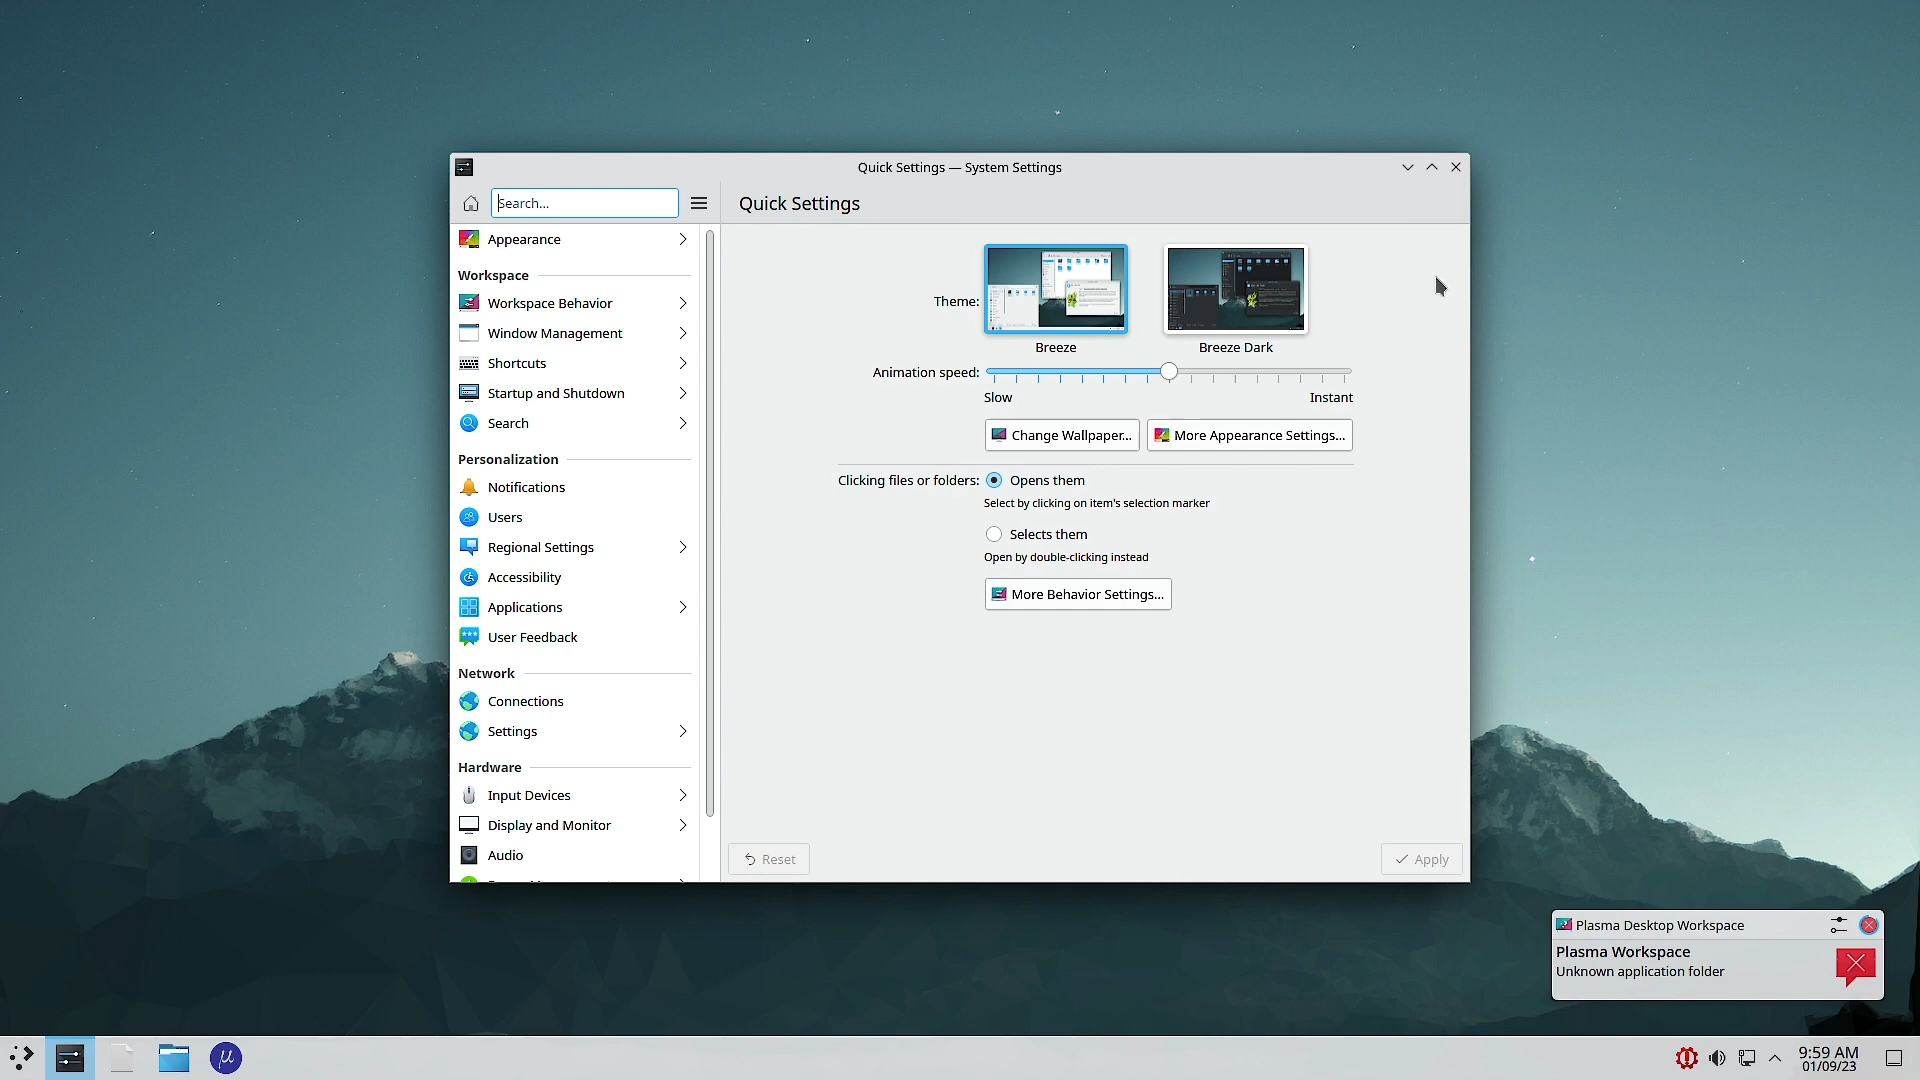 Quick Settings — System Settings
Search...
Quick Settings
Appearance
Workspace
Workspace Behavior
Window Management
Shortcuts
Startup and Shutdown
Search
Personalization
Notifications
Users
Regional Settings
Accessibility
Applications
User Feedback
Network
Connections
Settings
Hardware
Input Devices
Display and Monitor
Audio
Theme:
Breeze
Breeze Dark
Animation speed:
Slow
Instant
Change Wallpaper...
More Appearance Settings...
Clicking files or folders:
Opens them
Select by clicking on item's selection marker
Selects them
Open by double-clicking instead
More Behavior Settings...
Reset
Apply
Plasma Desktop Workspace
Plasma Workspace
Unknown application folder
μ
9:59 AM
01/09/23